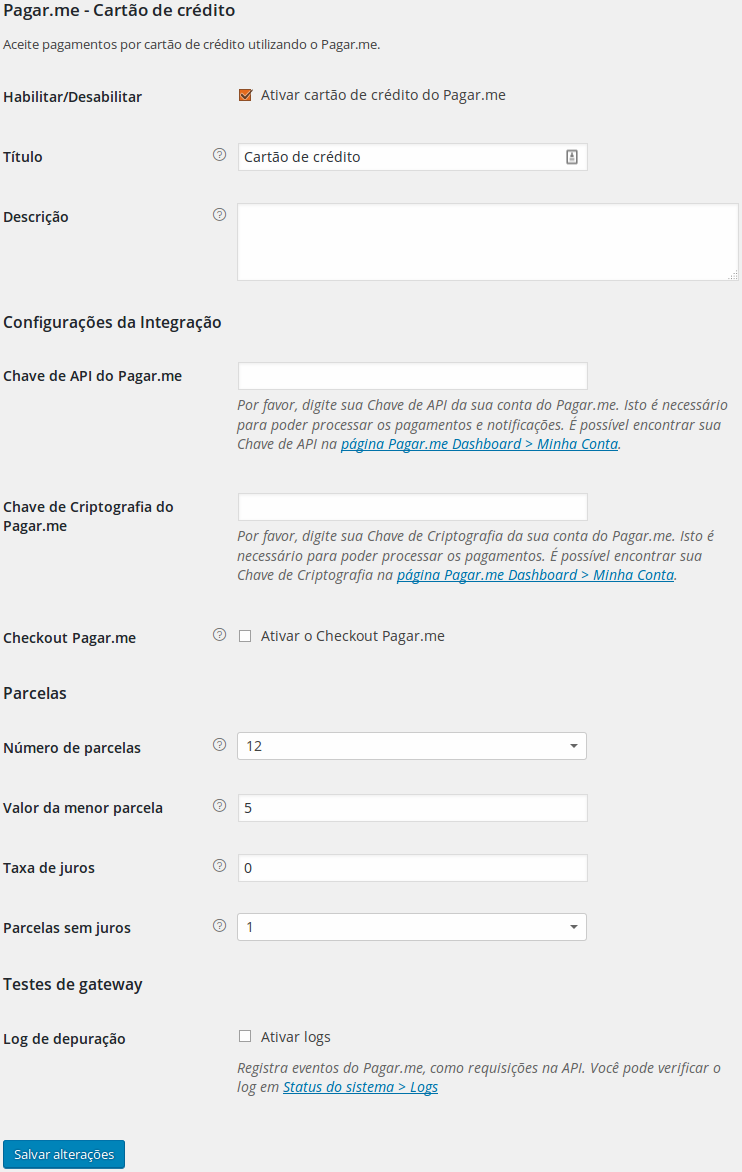 Pagar.me - Cartão de crédito
Aceite pagamentos por cartão de crédito utilizando o Pagar.me.
Habilitar/Desabilitar
Ativar cartão de crédito do Pagar.me
Título
?
Cartão de crédito
Descrição
?
Configurações da Integração
Chave de API do Pagar.me
Por favor, digite sua Chave de API da sua conta do Pagar.me. Isto é necessário
para poder processar os pagamentos e notificações. É possível encontrar sua
Chave de API na página Pagar.me Dashboard > Minha Conta.
Chave de Criptografia do
Pagar.me
Por favor, digite sua Chave de Criptografia da sua conta do Pagar.me. Isto é
necessário para poder processar os pagamentos. É possível encontrar sua
Chave de Criptografia na página Pagar.me Dashboard > Minha Conta.
Checkout Pagar.me
?
Ativar o Checkout Pagar.me
Parcelas
Número de parcelas
?
12
Valor da menor parcela
?
5
Taxa de juros
?
0
Parcelas sem juros
?
1
Testes de gateway
Log de depuração
Ativar logs
Registra eventos do Pagar.me, como requisições na API. Você pode verificar o
log em Status do sistema > Logs
Salvar alterações